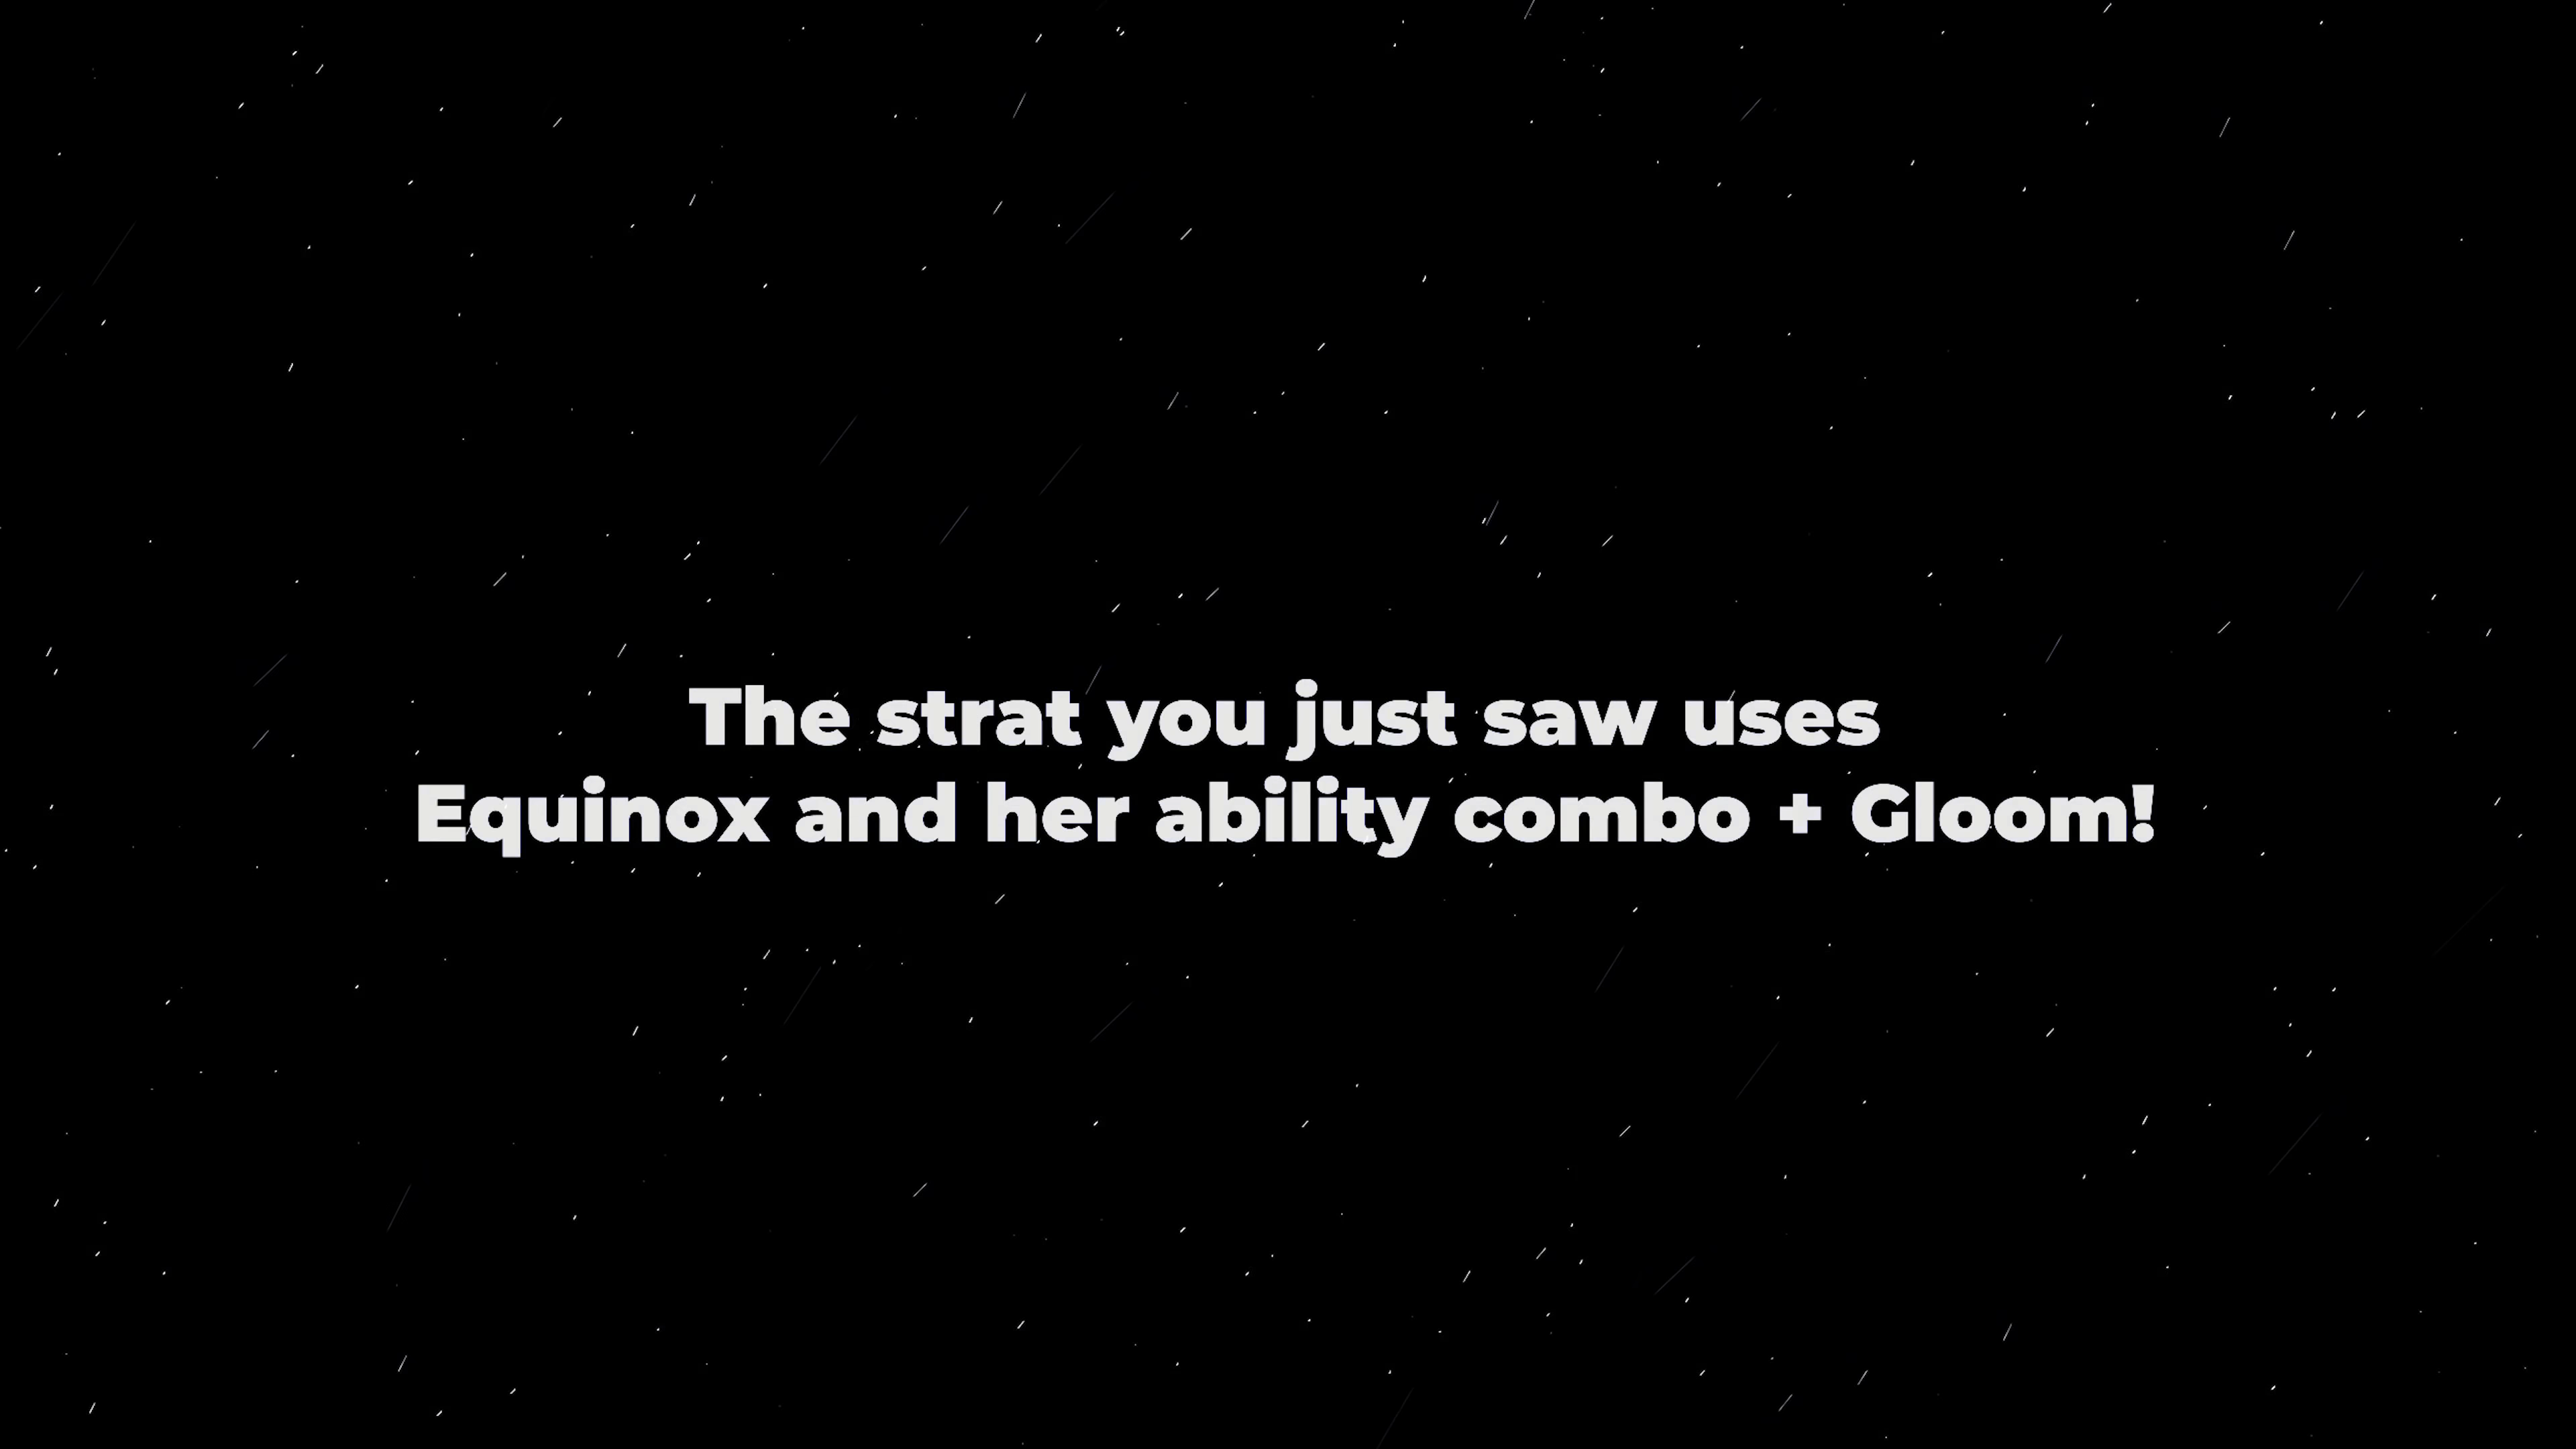 The strat you just saw uses
Equinox and her ability combo + Gloom!